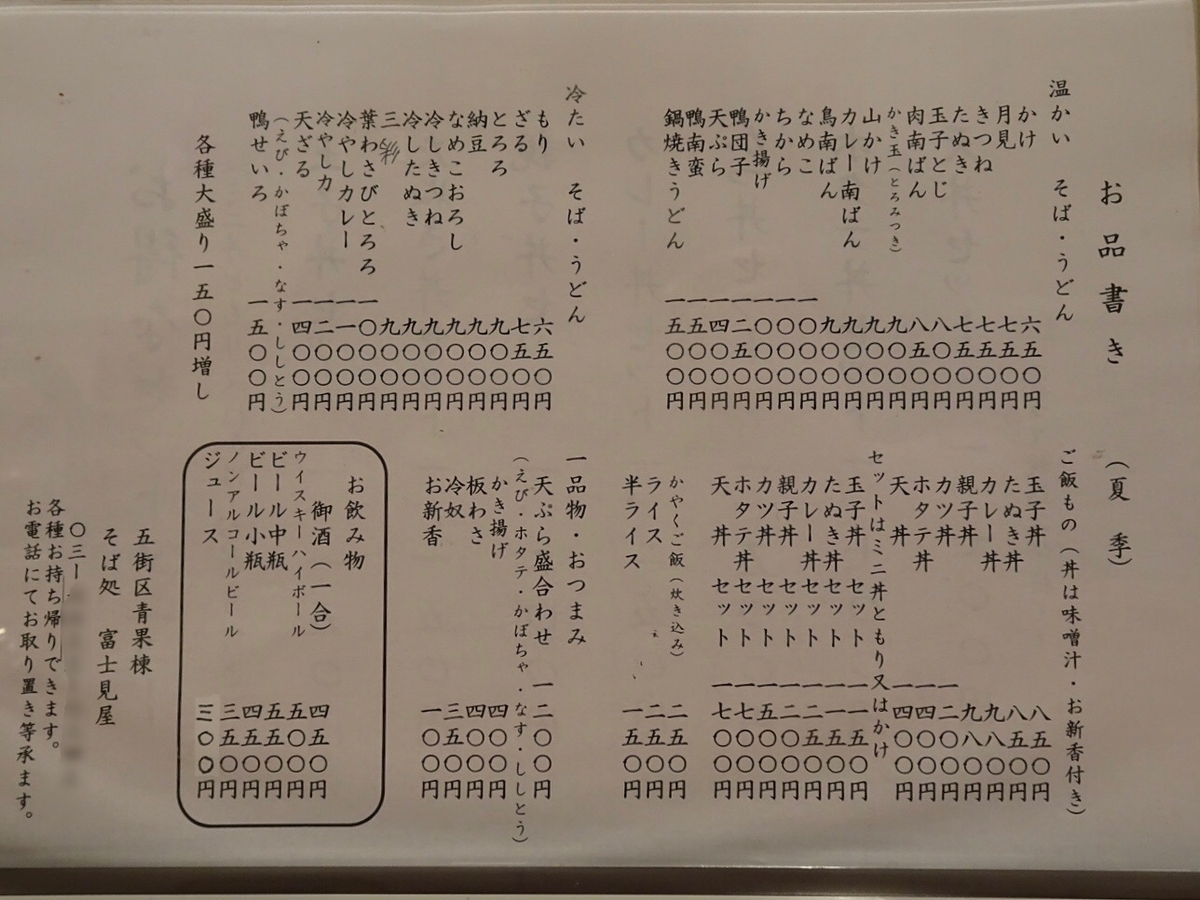 お品書き
(夏 季)
温かい そば・うどん
かけ 六五〇円
月見 七五〇円
きつね 七五〇円
たぬき 七五〇円
玉子とじ 八〇〇円
肉南ばん 八五〇円
かき玉(とろみつき) 九〇〇円
山かけ 九〇〇円
カレー南ばん 九〇〇円
鳥南ばん 九〇〇円
なめこ 一〇〇〇円
ちから 一〇〇〇円
かき揚げ 一〇〇〇円
鴨団子 一二五〇円
天ぷら 一四〇〇円
鴨南蛮 一五〇〇円
鍋焼きうどん 一五〇〇円
冷たい そば・うどん
もり 六五〇円
ざる 七五〇円
とろろ 九〇〇円
納豆 九〇〇円
なめこおろし 九〇〇円
冷しきつね 九〇〇円
冷したぬき 九〇〇円
三 九〇〇円
葉わさびとろろ 一〇〇〇円
冷やしカレー 一一〇〇円
冷やし力 一二〇〇円
天ざる 一四〇〇円
(えび・かぼちゃ・なす・ししとう)
鴨せいろ 一五〇〇円
各種大盛り一五〇円増し
ご飯もの(丼は味噌汁・お新香付き)
玉子丼 八五〇円
たぬき丼 八五〇円
カレー丼 九八〇円
親子丼 九八〇円
カツ丼 一二〇〇円
ホタテ丼 一四〇〇円
天 丼 一四〇〇円
セットはミニ丼ともり又はかけ
玉子丼 セット 一一五〇円
たぬき丼セット 一一五〇円
カレー丼セット 一二五〇円
親子丼 セット 一二〇〇円
カツ丼 セット 一五〇〇円
ホタテ丼セット 一七〇〇円
天 丼 セット 一七〇〇円
かやくご飯(炊き込み) 二五〇円
ライス 二五〇円
半ライス 一五〇円
一品物・おつまみ
天ぷら盛合わせ 一二〇〇円
(えび・ホタテ・かぼちゃ・なす・ししとう)
かき揚げ 四〇〇円
板わさ 四〇〇円
冷奴 三五〇円
お新香 一〇〇円
お飲み物
御酒(一合) 四五〇円
ウイスキーハイボール 五〇〇円
ビール中瓶 五五〇円
ビール小瓶 四五〇円
ノンアルコールビール 三五〇円
ジュース 三〇〇円
五街区青果棟
そば処 富士見屋
〇三ー
各種お持ち帰りできます。
お電話にてお取り置き等承ます。